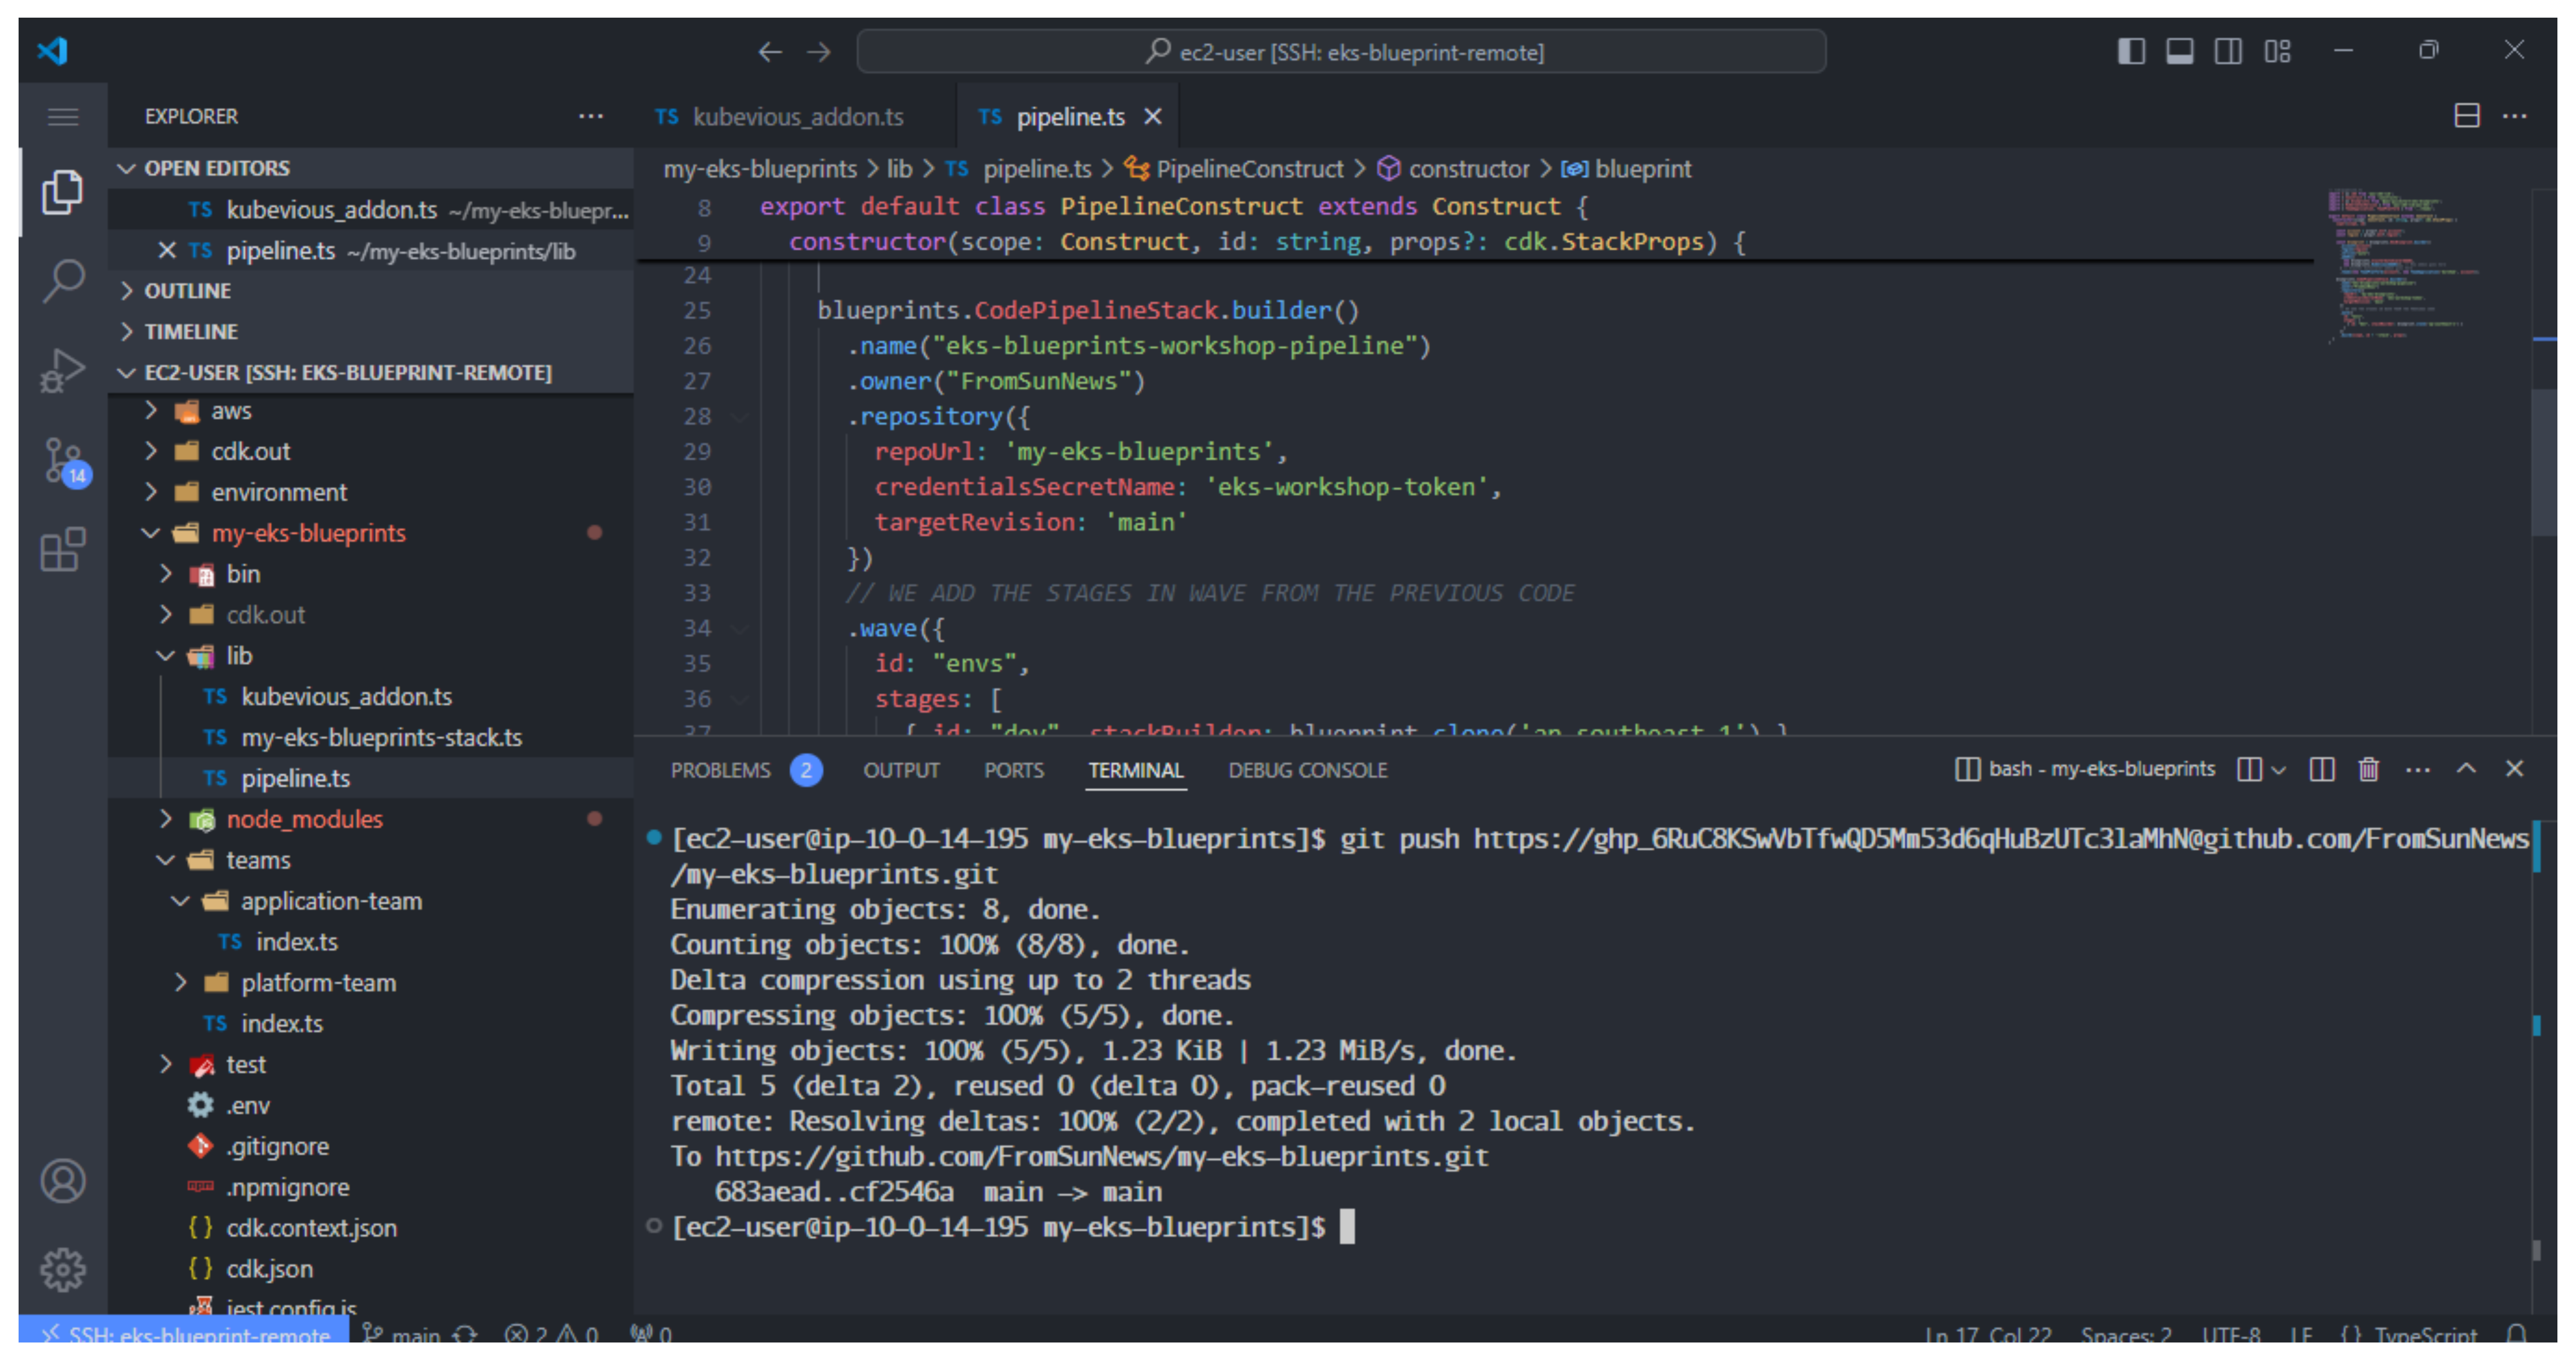 ec2-user [SSH: eks-blueprint-remote]
EXPLORER
OPEN EDITORS
TS kubevious_addon.ts ~/my-eks-bluepr...
TS pipeline.ts ~/my-eks-blueprints/lib
OUTLINE
TIMELINE
EC2-USER [SSH: EKS-BLUEPRINT-REMOTE]
aws
cdk.out
14
environment
my-eks-blueprints
bin
cdk.out
lib
TS kubevious_addon.ts
TS my-eks-blueprints-stack.ts
TS pipeline.ts
node_modules
teams
application-team
TS index.ts
platform-team
TS index.ts
test
.env
.gitignore
.npmignore
{} cdk.context.json
{} cdk.json
jest.config.js
TS kubevious_addon.ts TS pipeline.ts
my-eks-blueprints > lib > TS pipeline.ts > PipelineConstruct > constructor > blueprint
8 export default class PipelineConstruct extends Construct {
9 constructor(scope: Construct, id: string, props?: cdk.StackProps) {
24
25 blueprints.CodePipelineStack.builder()
26 .name("eks-blueprints-workshop-pipeline")
27 .owner("FromSunNews")
28 .repository({
29 repoUrl: 'my-eks-blueprints',
30 credentialsSecretName: 'eks-workshop-token',
31 targetRevision: 'main'
32 })
33 // WE ADD THE STAGES IN WAVE FROM THE PREVIOUS CODE
34 .wave({
35 id: "envs",
36 stages: [
37 { id: "dev", stackBuilder: blueprint.clone('ap-southeast-1') }
PROBLEMS 2 OUTPUT PORTS TERMINAL DEBUG CONSOLE
bash - my-eks-blueprints
[ec2-user@ip-10-0-14-195 my-eks-blueprints]$ git push https://@github.com/FromSunNews
/my-eks-blueprints.git
Enumerating objects: 8, done.
Counting objects: 100% (8/8), done.
Delta compression using up to 2 threads
Compressing objects: 100% (5/5), done.
Writing objects: 100% (5/5), 1.23 KiB | 1.23 MiB/s, done.
Total 5 (delta 2), reused 0 (delta 0), pack-reused 0
remote: Resolving deltas: 100% (2/2), completed with 2 local objects.
To https://github.com/FromSunNews/my-eks-blueprints.git
683aead..cf2546a main -> main
[ec2-user@ip-10-0-14-195 my-eks-blueprints]$
SSH: eks-blueprint-remote main 2 0 0
Ln 17, Col 22 Spaces: 2 UTF-8 LF {} TypeScript